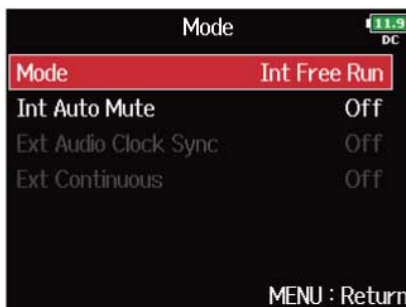 Mode
11.9
DC
Mode Int Free Run
Int Auto Mute Off
Ext Audio Clock Sync Off
Ext Continuous Off
MENU : Return